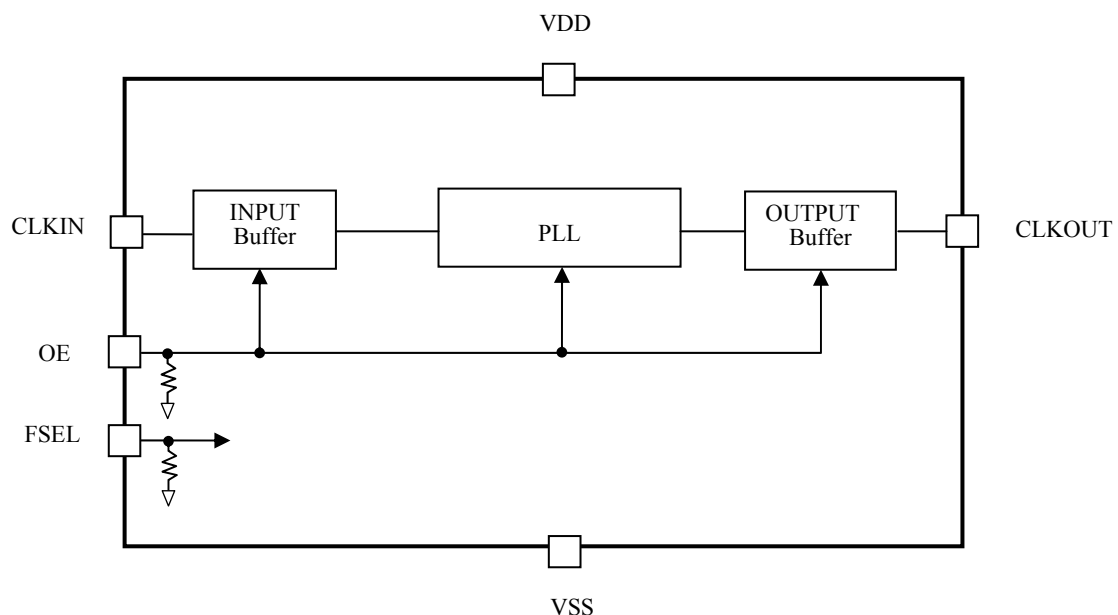 VDD
CLKIN
INPUT
Buffer
PLL
OUTPUT
Buffer
CLKOUT
OE
FSEL
VSS